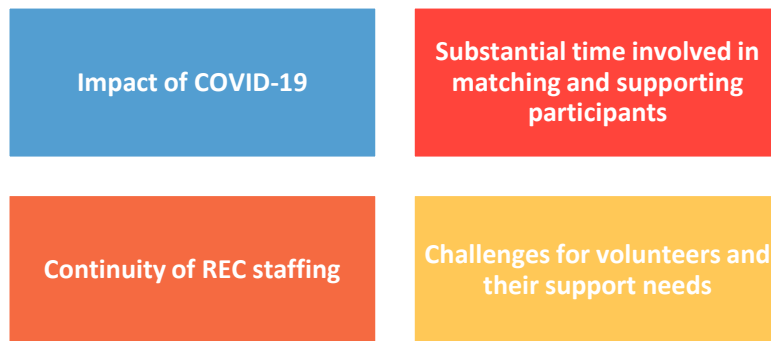 Impact of COVID-19
Substantial time involved in
matching and supporting
participants
Continuity of REC staffing
Challenges for volunteers and
their support needs